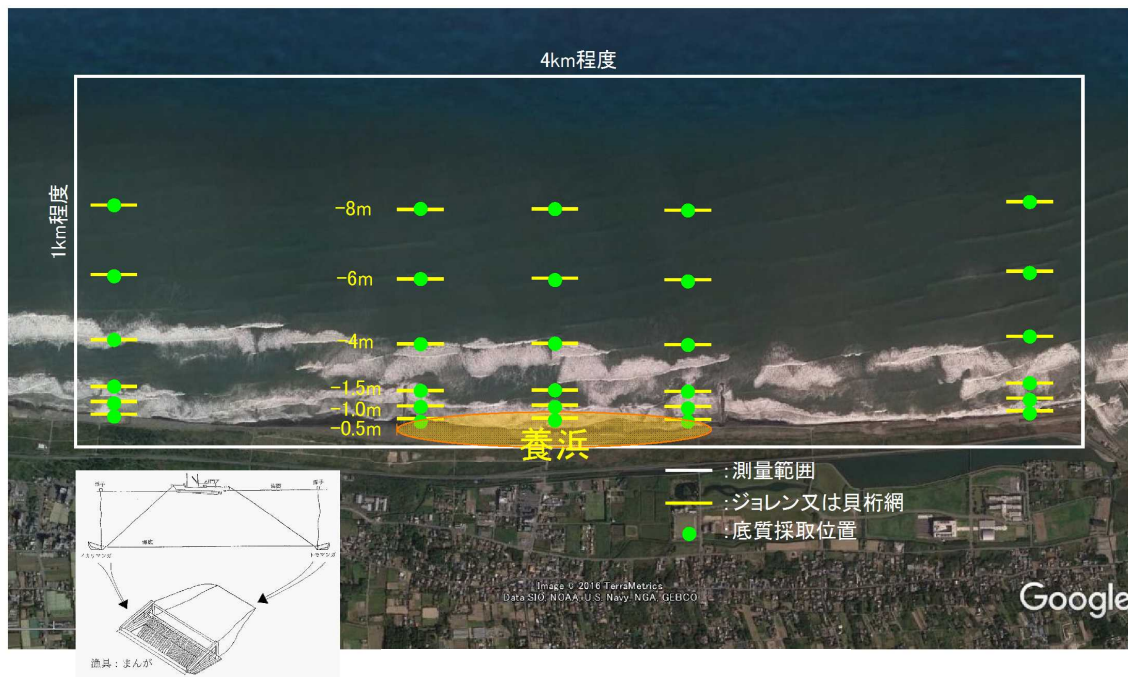 4km程度
1km程度
-8m
-6m
-4m
-1.5m
-1.0m
-0.5m
養浜
:測量範囲
:ジョレン又は貝桁網
:底質採取位置
海底
漁具：まんが
Image © 2016 TerraMetrics
Data SIO, NOAA, U.S. Navy, NGA, GEBCO
Google